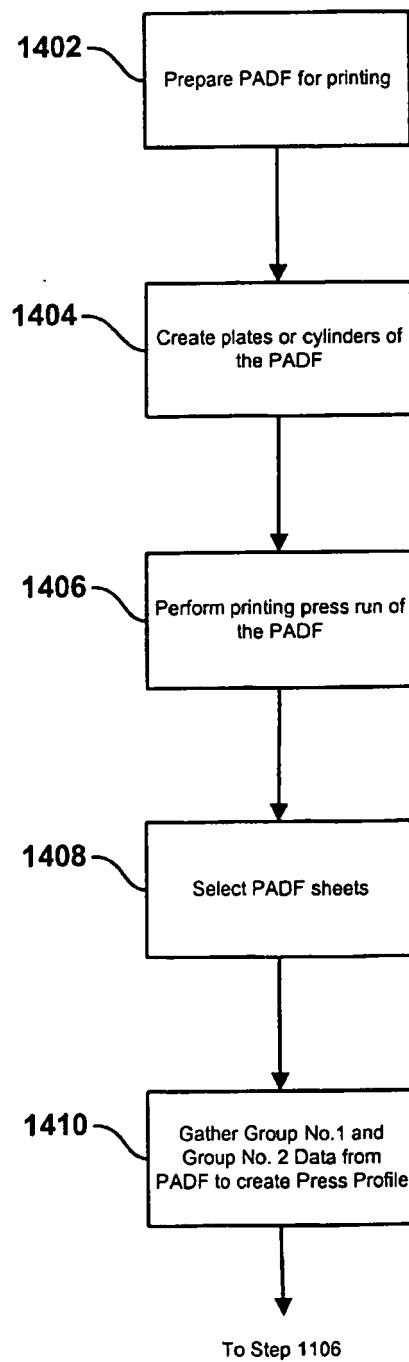 1402
Prepare PADF for printing
1404
Create plates or cylinders of
the PADF
1406
Perform printing press run of
the PADF
1408
Select PADF sheets
1410
Gather Group No.1 and
Group No. 2 Data from
PADF to create Press Profile
To Step 1106